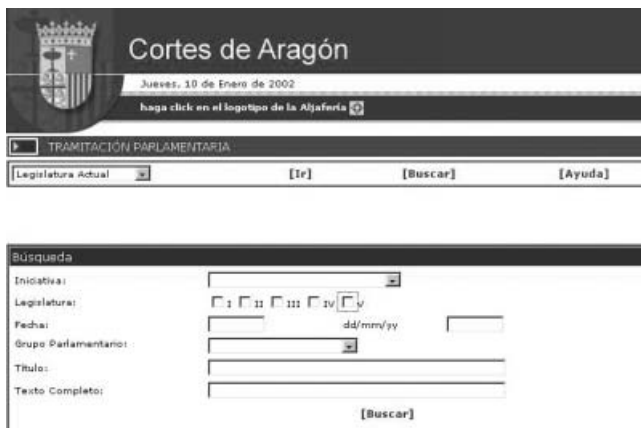 Cortes de Aragón
Jueves, 10 de Enero de 2002
haga click en el logotipo de la Aljafería
TRAMITACIÓN PARLAMENTARIA
Legislatura Actual [Ir] [Buscar] [Ayuda]
Búsqueda
Iniciativa:
Legislatura: I II III IV V
Fecha: dd/mm/yy
Grupo Parlamentario:
Título:
Texto Completo:
[Buscar]